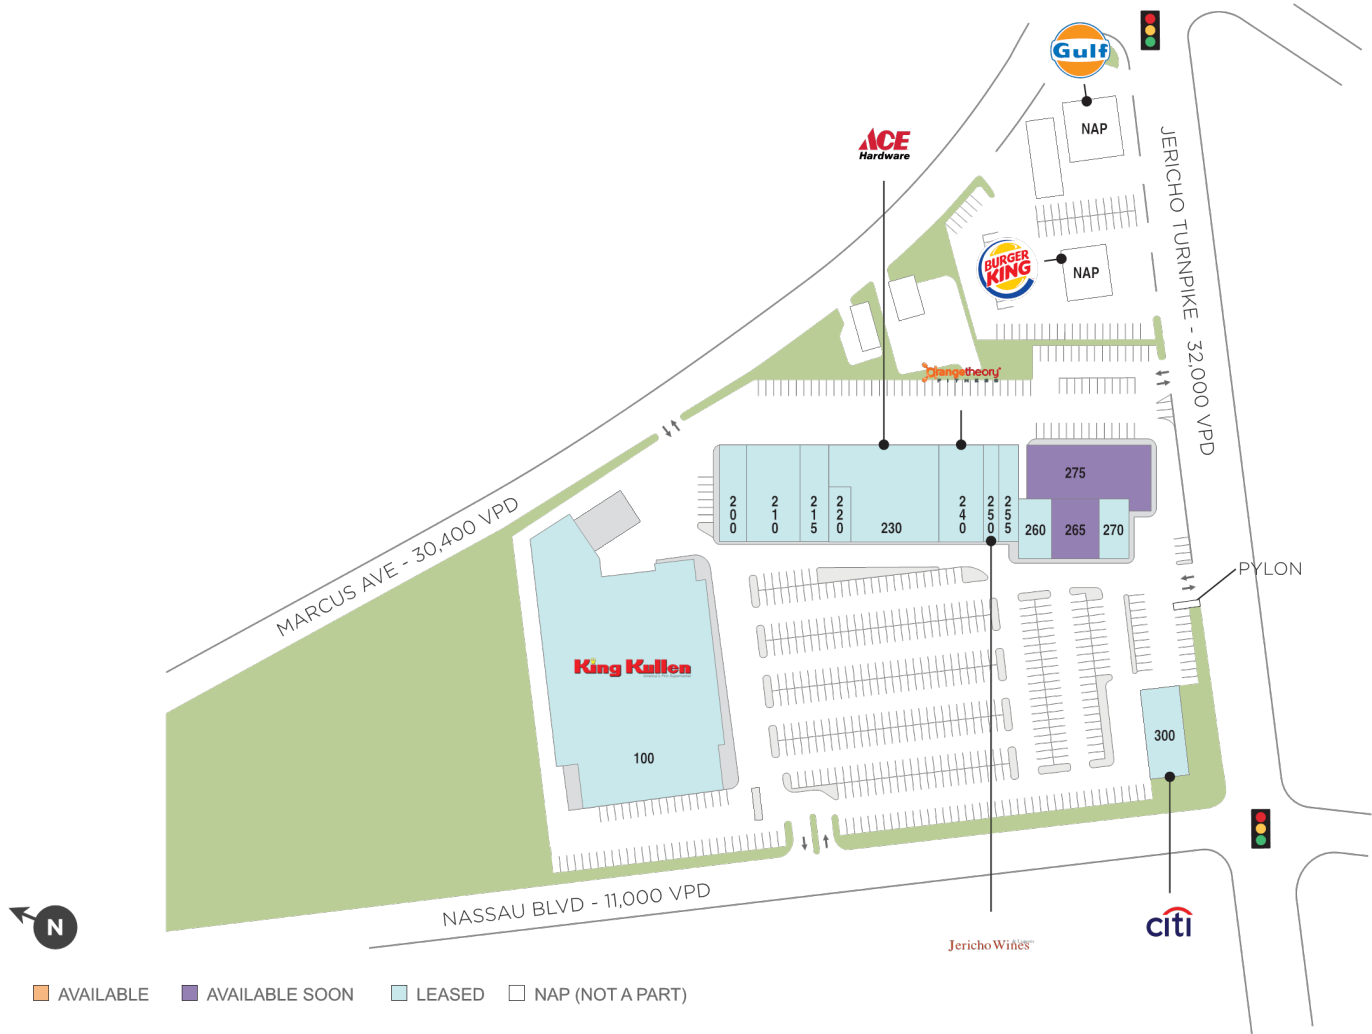 Gulf
NAP
ACE
Hardware
JERICHO TURNPIKE - 32,000 VPD
BURGER
KING
NAP
orangetheory
FITNESS
MARCUS AVE - 30,400 VPD
200
210
215
220
230
240
250
255
260
265
270
275
PYLON
King Kullen
100
300
NASSAU BLVD - 11,000 VPD
citi
Jericho Wines
N
AVAILABLE
AVAILABLE SOON
LEASED
NAP (NOT A PART)